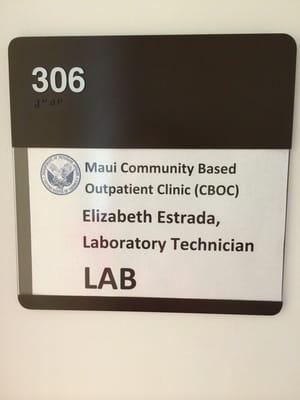 306
Maui Community Based
Outpatient Clinic (CBOC)
Elizabeth Estrada,
Laboratory Technician
LAB